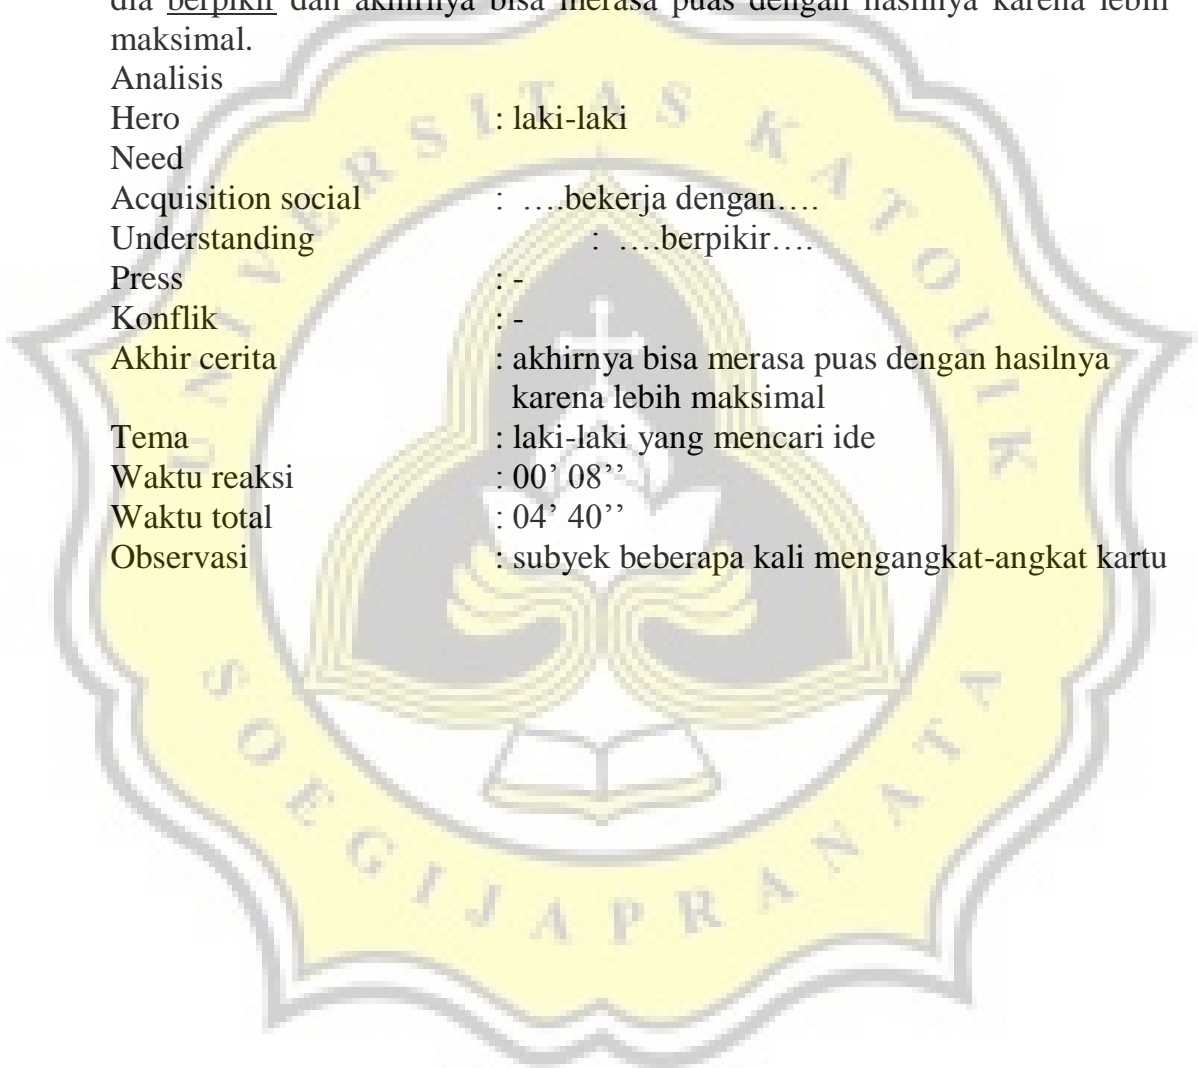 dia berpikir dan akhirnya bisa merasa puas dengan hasilnya karena lebih
maksimal.
Analisis
Hero : laki-laki
Need
Acquisition social : ….bekerja dengan….
Understanding : ….berpikir….
Press : -
Konflik : -
Akhir cerita : akhirnya bisa merasa puas dengan hasilnya
karena lebih maksimal
Tema : laki-laki yang mencari ide
Waktu reaksi : 00’ 08’’
Waktu total : 04’ 40’’
Observasi : subyek beberapa kali mengangkat-angkat kartu
UNIVERSITAS KATOLIK
SOEGIJAPRANATA